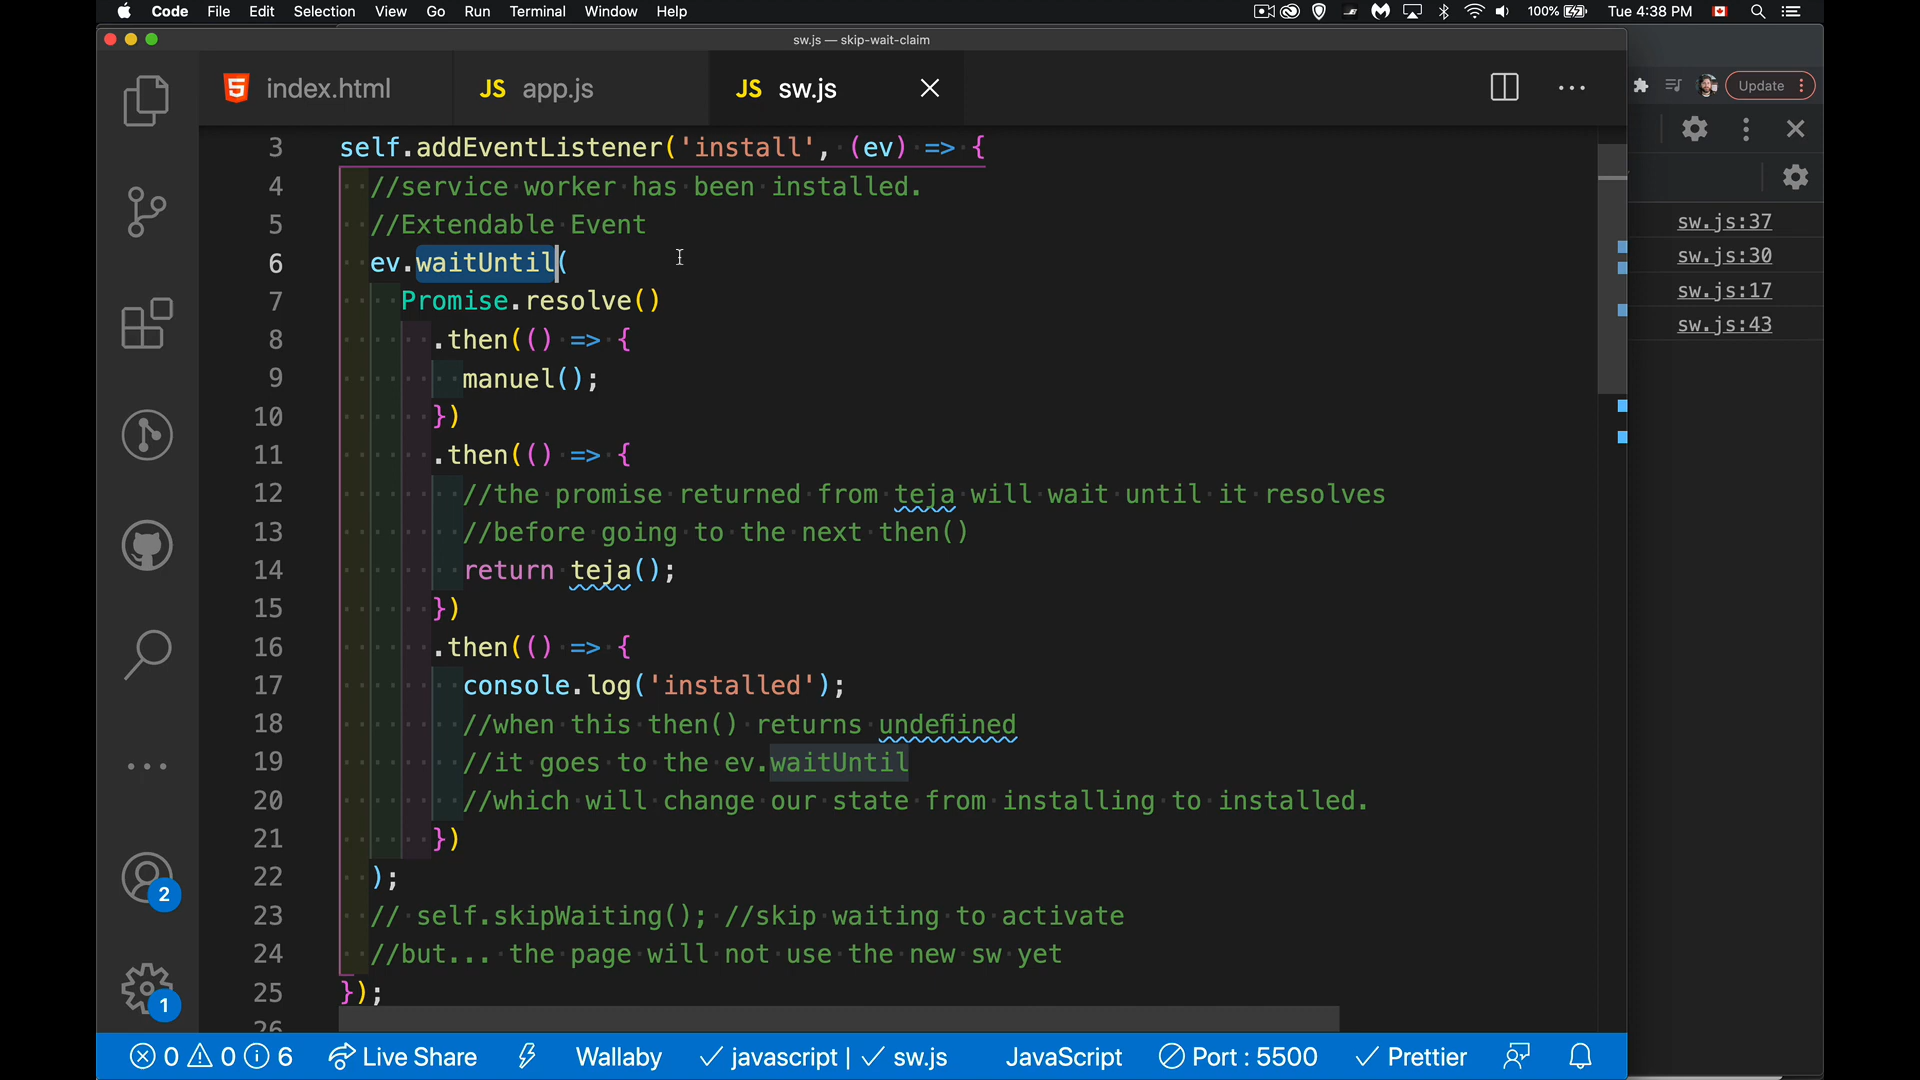 Code File Edit Selection View Go Run Terminal Window Help 100% Tue 4:38 PM
sw.js — skip-wait-claim
index.html JS app.js JS sw.js
Update
3 self.addEventListener('install', (ev) => {
4 //service worker has been installed.
5 //Extendable Event
6 ev.waitUntil(
7 Promise.resolve()
8 .then(() => {
9 manuel();
10 })
11 .then(() => {
12 //the promise returned from teja will wait until it resolves
13 //before going to the next then()
14 return teja();
15 })
16 .then(() => {
17 console.log('installed');
18 //when this then() returns undefiined
19 //it goes to the ev.waitUntil
20 //which will change our state from installing to installed.
21 })
22 );
23 // self.skipWaiting(); //skip waiting to activate
24 //but... the page will not use the new sw yet
25 });
26
sw.js:37
sw.js:30
sw.js:17
sw.js:43
2
1
0 0 6 Live Share Wallaby javascript | sw.js JavaScript Port : 5500 Prettier